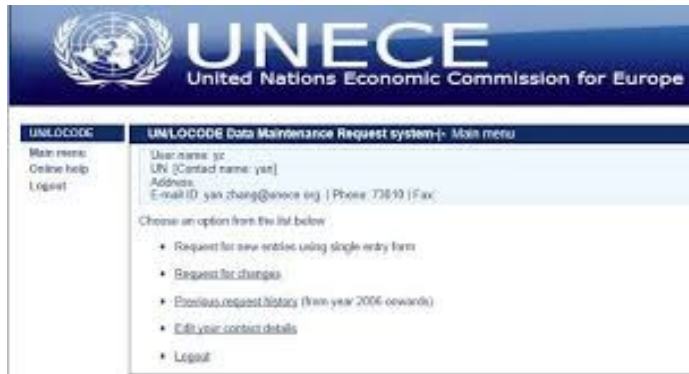 UNECE
United Nations Economic Commission for Europe
UN/LOCODE
Main menu
Online help
Logout
UN/LOCODE Data Maintenance Request system-|- Main menu
User name: yz
UN [Contact name: yan]
Address:
E-mail ID: yan.zhang@unece.org | Phone: 73010 | Fax:
Choose an option from the list below
• Request for new entries using single entry form
• Request for changes
• Previous request history (from year 2006 onwards)
• Edit your contact details
• Logout